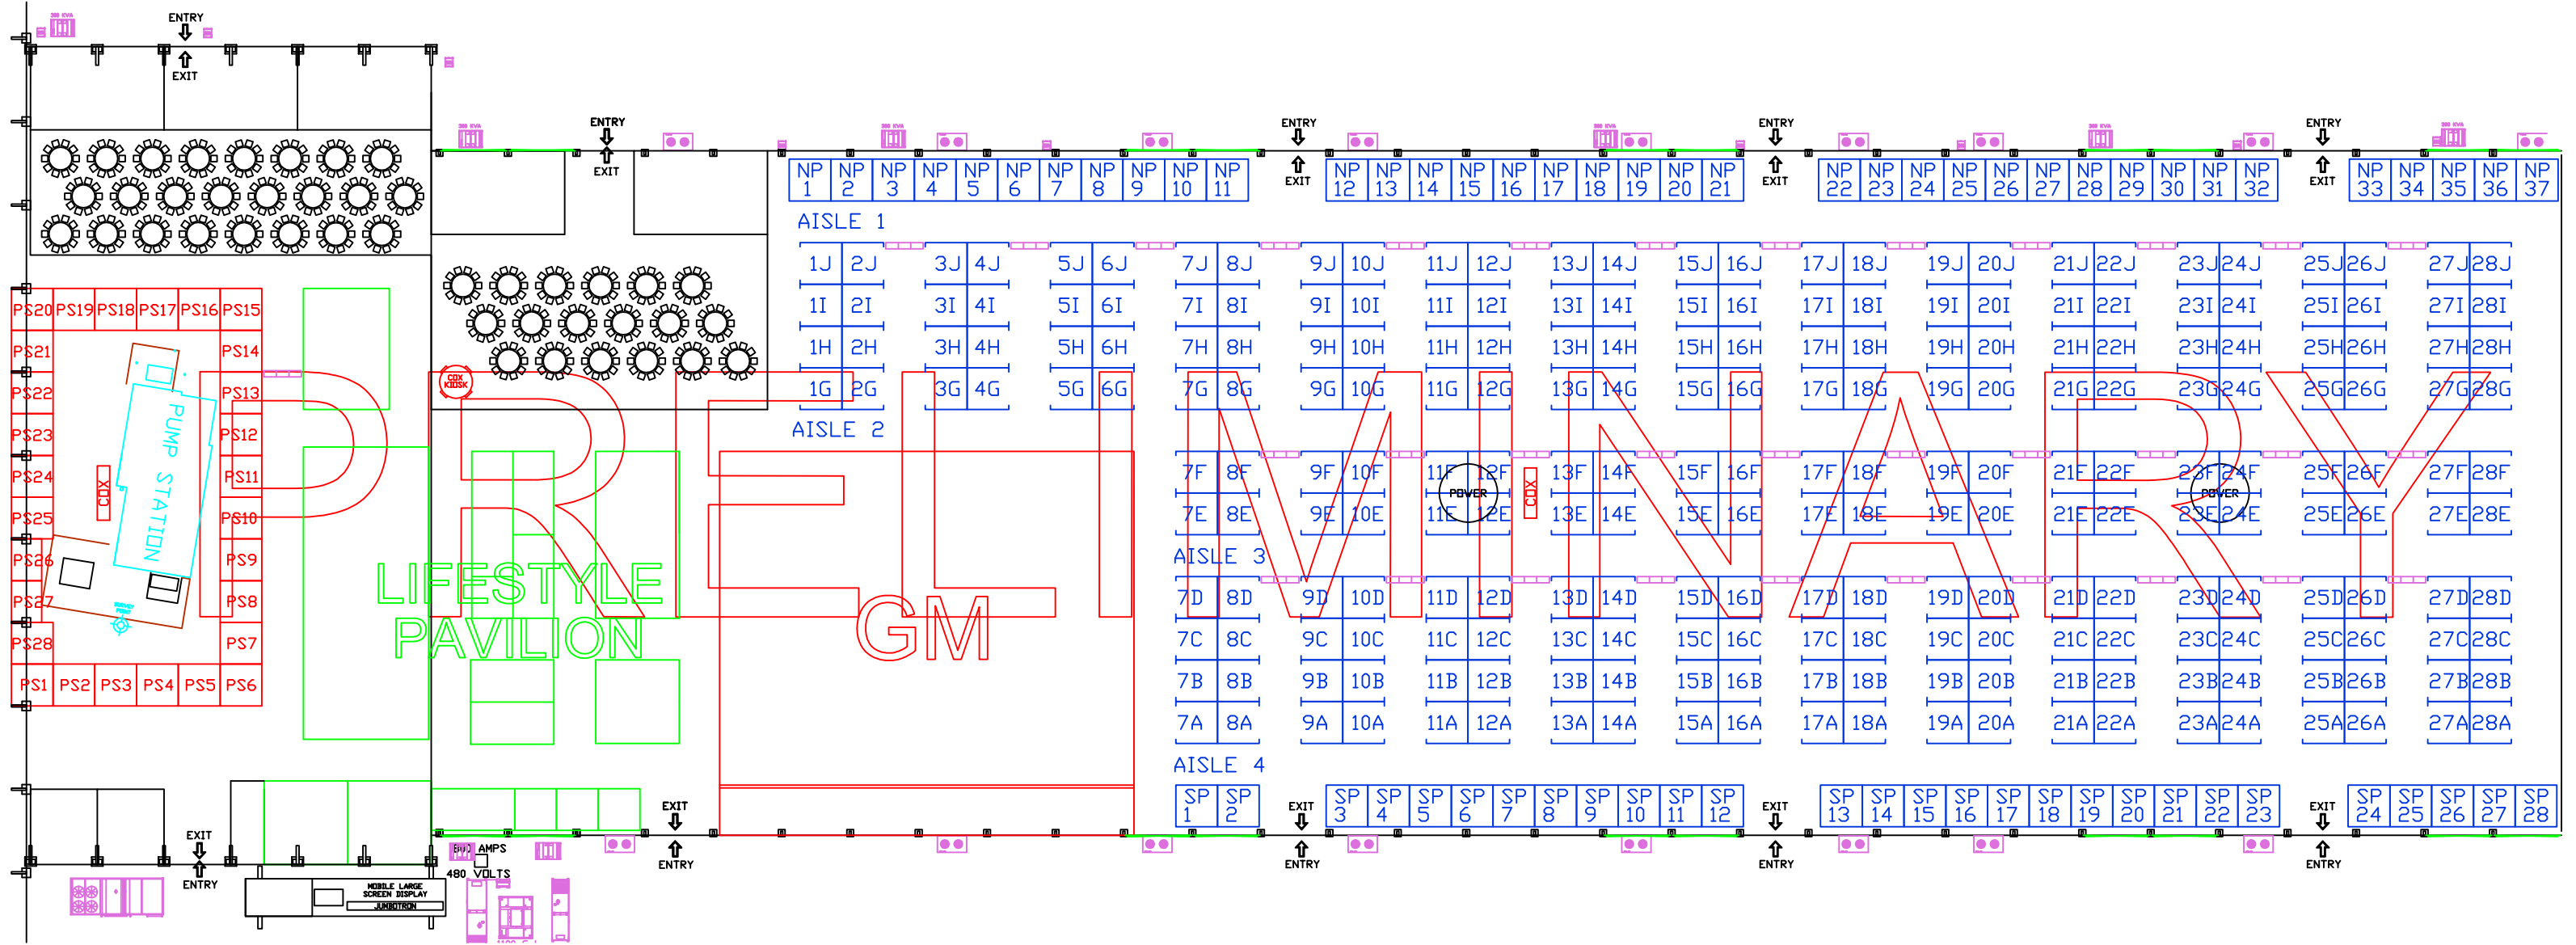 200 KVA
ENTRY
EXIT
ENTRY
EXIT
200 KVA
200 KVA
ENTRY
EXIT
200 KVA
ENTRY
EXIT
200 KVA
ENTRY
EXIT
200 KVA
NP 1 NP 2 NP 3 NP 4 NP 5 NP 6 NP 7 NP 8 NP 9 NP 10 NP 11
NP 12 NP 13 NP 14 NP 15 NP 16 NP 17 NP 18 NP 19 NP 20 NP 21
NP 22 NP 23 NP 24 NP 25 NP 26 NP 27 NP 28 NP 29 NP 30 NP 31 NP 32
NP 33 NP 34 NP 35 NP 36 NP 37
AISLE 1
1J 2J 3J 4J 5J 6J 7J 8J 9J 10J 11J 12J 13J 14J 15J 16J 17J 18J 19J 20J 21J 22J 23J 24J 25J 26J 27J 28J
1I 2I 3I 4I 5I 6I 7I 8I 9I 10I 11I 12I 13I 14I 15I 16I 17I 18I 19I 20I 21I 22I 23I 24I 25I 26I 27I 28I
1H 2H 3H 4H 5H 6H 7H 8H 9H 10H 11H 12H 13H 14H 15H 16H 17H 18H 19H 20H 21H 22H 23H 24H 25H 26H 27H 28H
1G 2G 3G 4G 5G 6G 7G 8G 9G 10G 11G 12G 13G 14G 15G 16G 17G 18G 19G 20G 21G 22G 23G 24G 25G 26G 27G 28G
AISLE 2
7F 8F 9F 10F 11F 12F 13F 14F 15F 16F 17F 18F 19F 20F 21F 22F 23F 24F 25F 26F 27F 28F
POWER
COX
POWER
7E 8E 9E 10E 11E 12E 13E 14E 15E 16E 17E 18E 19E 20E 21E 22E 23E 24E 25E 26E 27E 28E
AISLE 3
7D 8D 9D 10D 11D 12D 13D 14D 15D 16D 17D 18D 19D 20D 21D 22D 23D 24D 25D 26D 27D 28D
7C 8C 9C 10C 11C 12C 13C 14C 15C 16C 17C 18C 19C 20C 21C 22C 23C 24C 25C 26C 27C 28C
7B 8B 9B 10B 11B 12B 13B 14B 15B 16B 17B 18B 19B 20B 21B 22B 23B 24B 25B 26B 27B 28B
7A 8A 9A 10A 11A 12A 13A 14A 15A 16A 17A 18A 19A 20A 21A 22A 23A 24A 25A 26A 27A 28A
AISLE 4
SP 1 SP 2
SP 3 SP 4 SP 5 SP 6 SP 7 SP 8 SP 9 SP 10 SP 11 SP 12
SP 13 SP 14 SP 15 SP 16 SP 17 SP 18 SP 19 SP 20 SP 21 SP 22 SP 23
SP 24 SP 25 SP 26 SP 27 SP 28
PRELIMINARY
PS20 PS19 PS18 PS17 PS16 PS15
PS21 PS14
PS22 PS13
PS23 PS12
PS24 PS11
PS25 PS10
PS26 PS9
PS27 PS8
PS28 PS7
PS1 PS2 PS3 PS4 PS5 PS6
PUMP STATION
COX
COX
KIOSK
LIFESTYLE
PAVILION
GM
EXIT
ENTRY
EXIT
ENTRY
EXIT
ENTRY
EXIT
ENTRY
EXIT
ENTRY
AMPS
480 VOLTS
MOBILE LARGE
SCREEN DISPLAY
JUMBOTRON